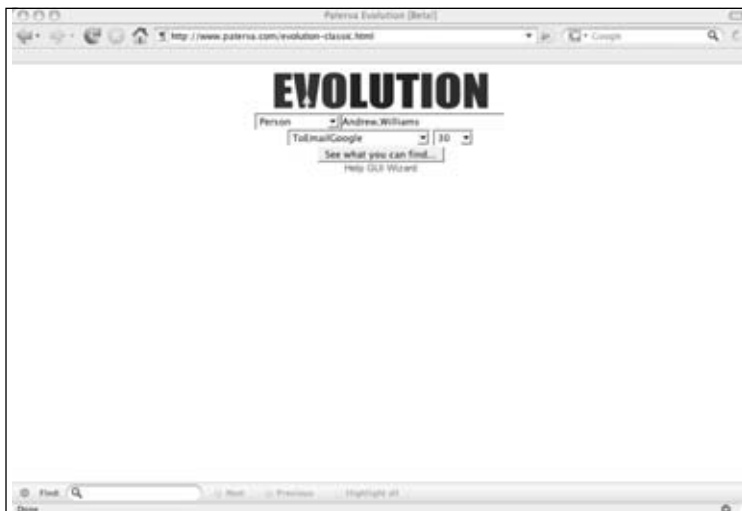 Paterva Evolution [Beta!]
http://www.paterva.com/evolution-classic.html
Google
EVOLUTION
Person Andrew.Williams
ToEmailGoogle 30
See what you can find...
Help GUI Wizard
Find: Next Previous Highlight all
Done